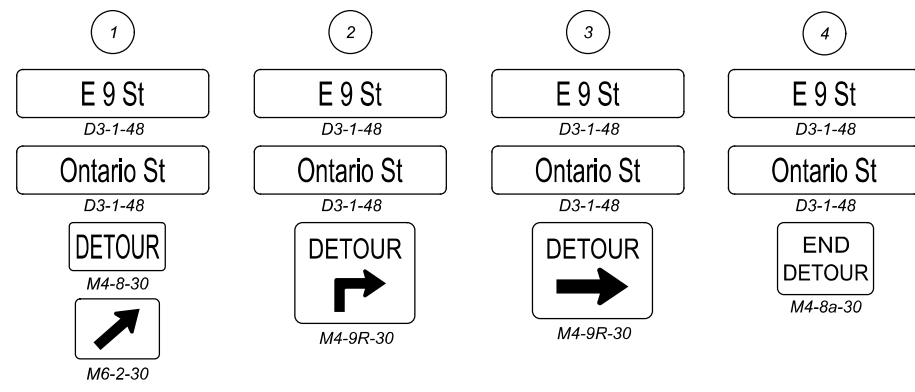 1
E 9 St
D3-1-48
Ontario St
D3-1-48
DETOUR
M4-8-30
M6-2-30
2
E 9 St
D3-1-48
Ontario St
D3-1-48
DETOUR
M4-9R-30
3
E 9 St
D3-1-48
Ontario St
D3-1-48
DETOUR
M4-9R-30
4
E 9 St
D3-1-48
Ontario St
D3-1-48
END
DETOUR
M4-8a-30